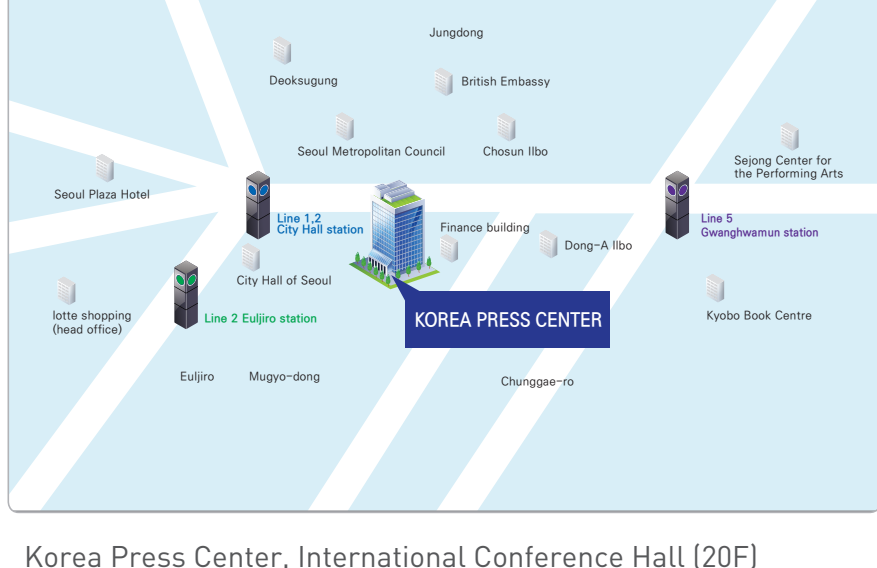 Jungdong
Deoksugung
British Embassy
Seoul Metropolitan Council
Chosun Ilbo
Sejong Center for
the Performing Arts
Seoul Plaza Hotel
Line 1,2
City Hall station
Finance building
Line 5
Gwanghwamun station
Dong-A Ilbo
City Hall of Seoul
lotte shopping
(head office)
Line 2 Euljiro station
KOREA PRESS CENTER
Kyobo Book Centre
Euljiro
Mugyo-dong
Chunggae-ro
Korea Press Center, International Conference Hall (20F)